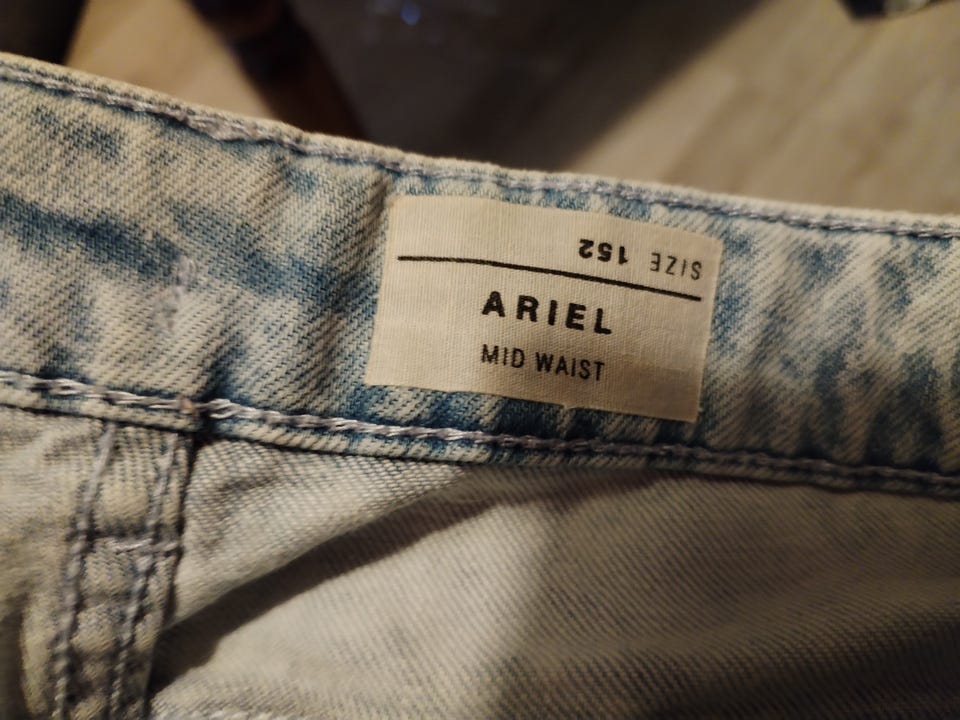 SIZE 152
ARIEL
MID WAIST